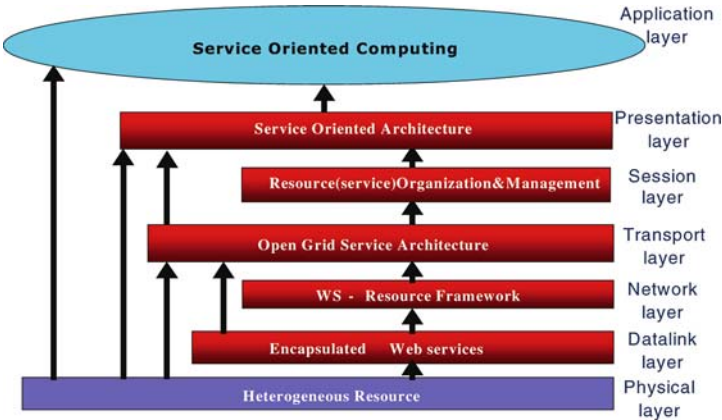 Application
layer
Service Oriented Computing
Presentation
layer
Service Oriented Architecture
Session
layer
Resource(service)Organization&Management
Transport
layer
Open Grid Service Architecture
Network
layer
WS - Resource Framework
Datalink
layer
Encapsulated Web services
Physical
layer
Heterogeneous Resource